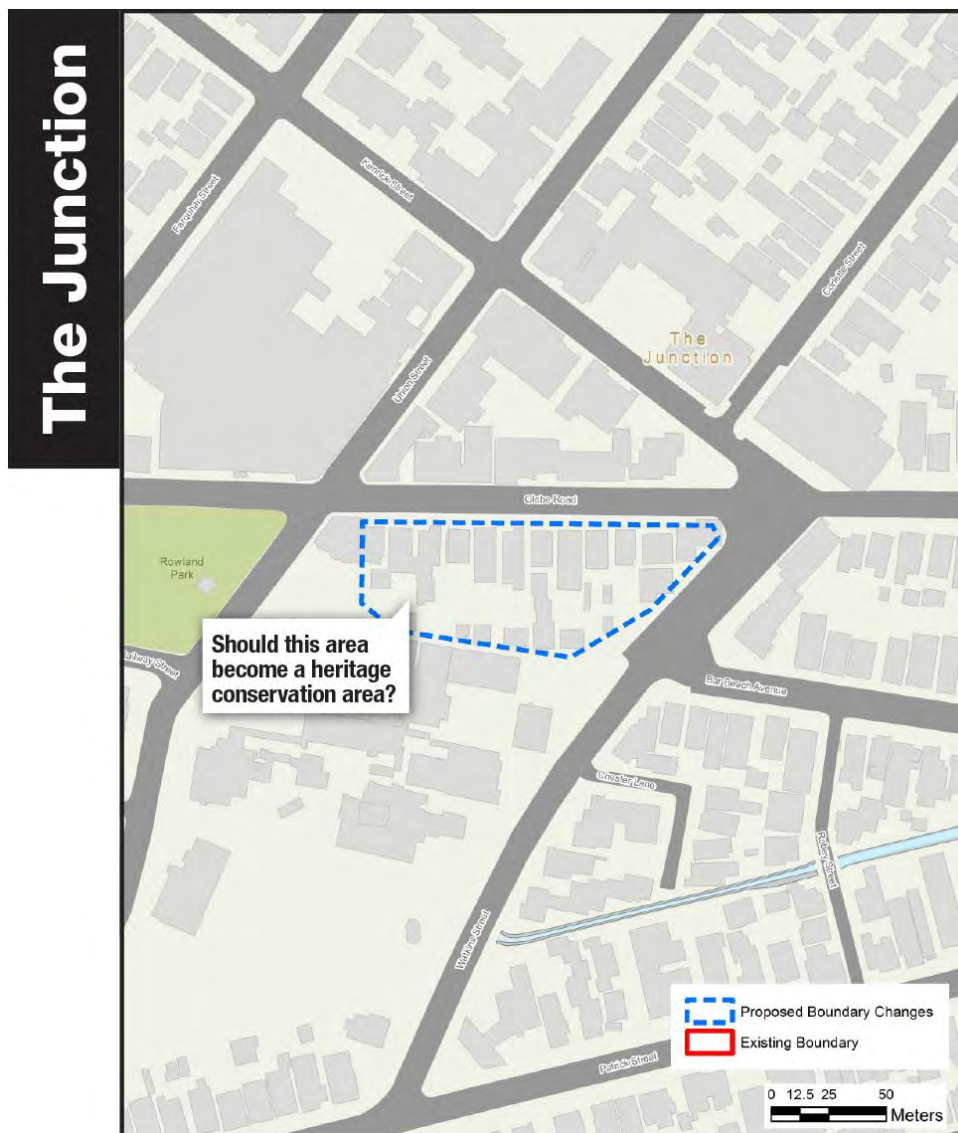 The Junction
Farquhar Street
Kenrick Street
Corlette Street
The
Junction
Union Street
Glebe Road
Rowland
Park
Should this area
become a heritage
conservation area?
Railway Street
Bar Beach Avenue
Chester Lane
Robery Street
Watkins Street
Patrick Street
Proposed Boundary Changes
Existing Boundary
0 12.5 25 50
Meters